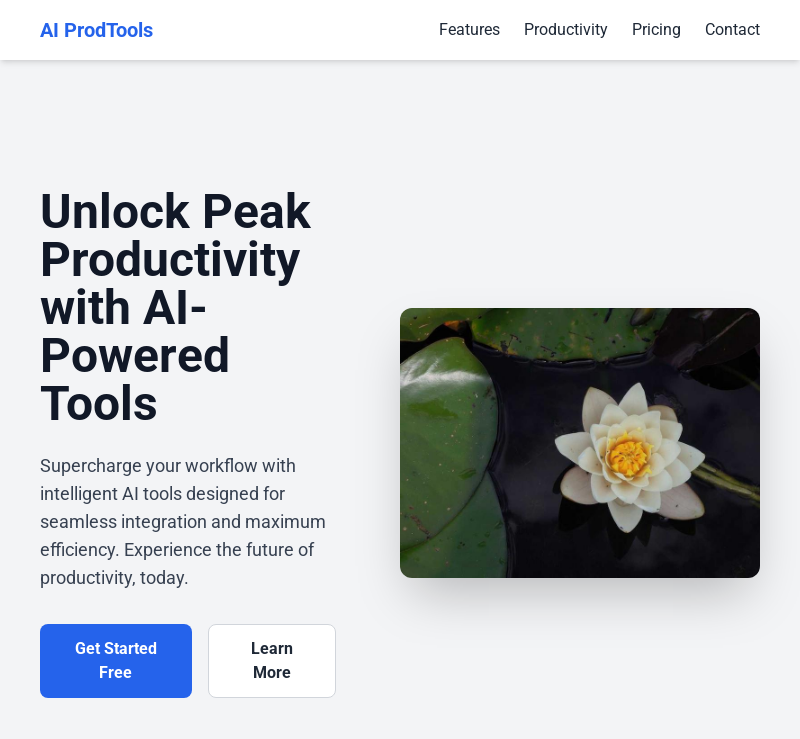 AI ProdTools
Features
Productivity
Pricing
Contact
Unlock Peak
Productivity
with AI-
Powered
Tools
Supercharge your workflow with
intelligent AI tools designed for
seamless integration and maximum
efficiency. Experience the future of
productivity, today.
Get Started
Free
Learn
More